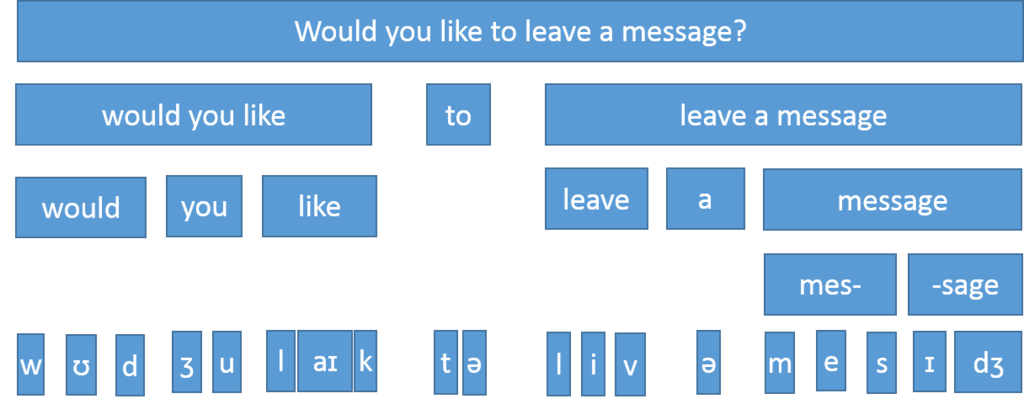 Would you like to leave a message?
would you like to leave a message
would you like leave a message
mes- -sage
w ʊ d ʒ u l aɪ k t ə l i v ə m e s ɪ dʒ